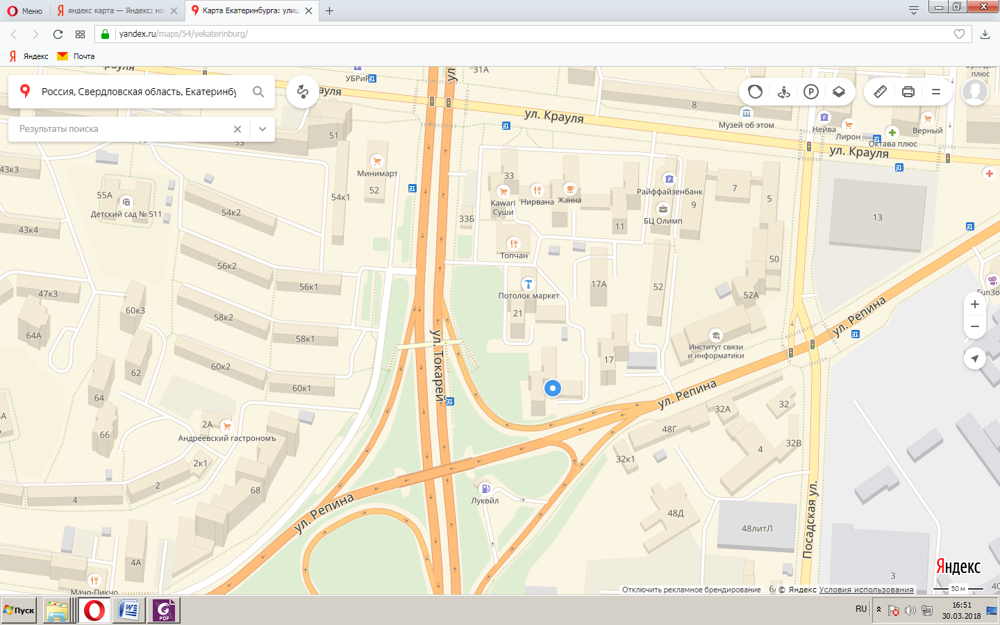 Меню
яндекс карта — Яндекс: на
Карта Екатеринбурга: улиц
yandex.ru/maps/54/yekaterinburg/
Яндекс
Почта
Россия, Свердловская область, Екатеринбу
Результаты поиска
ул. Крауля
ул. Крауля
УБРиР
31А
8
Музей об этом
Нейва
Лирон
Октава плюс
Верный
плюс
43к3
51
53
Минимарт
52
33
Kawari
Суши
Нирвана
Жанна
Райффайзенбанк
БЦ Олимп
9
7
5
11
13
55А
Детский сад № 511
54к2
54к1
33Б
43к4
Топчан
56к2
56к1
50
17А
52
52А
Потолок маркет
21
47к3
60к3
58к2
58к1
64А
ул. Репина
Институт связи
и информатики
17
62
60к2
60к1
ул. Токарей
64
ул. Репина
32А
32
2А
Андреевский гастрономъ
66
48Г
4
32В
2к1
32к1
2
68
4
Лукойл
ул. Репина
48Д
48литЛ
Посадская ул.
4А
3
Мачо-Пикчо
Яндекс
Отключить рекламное брендирование
© Яндекс Условия использования
50 м
Пуск
W
PDF
RU
16:51
30.03.2018